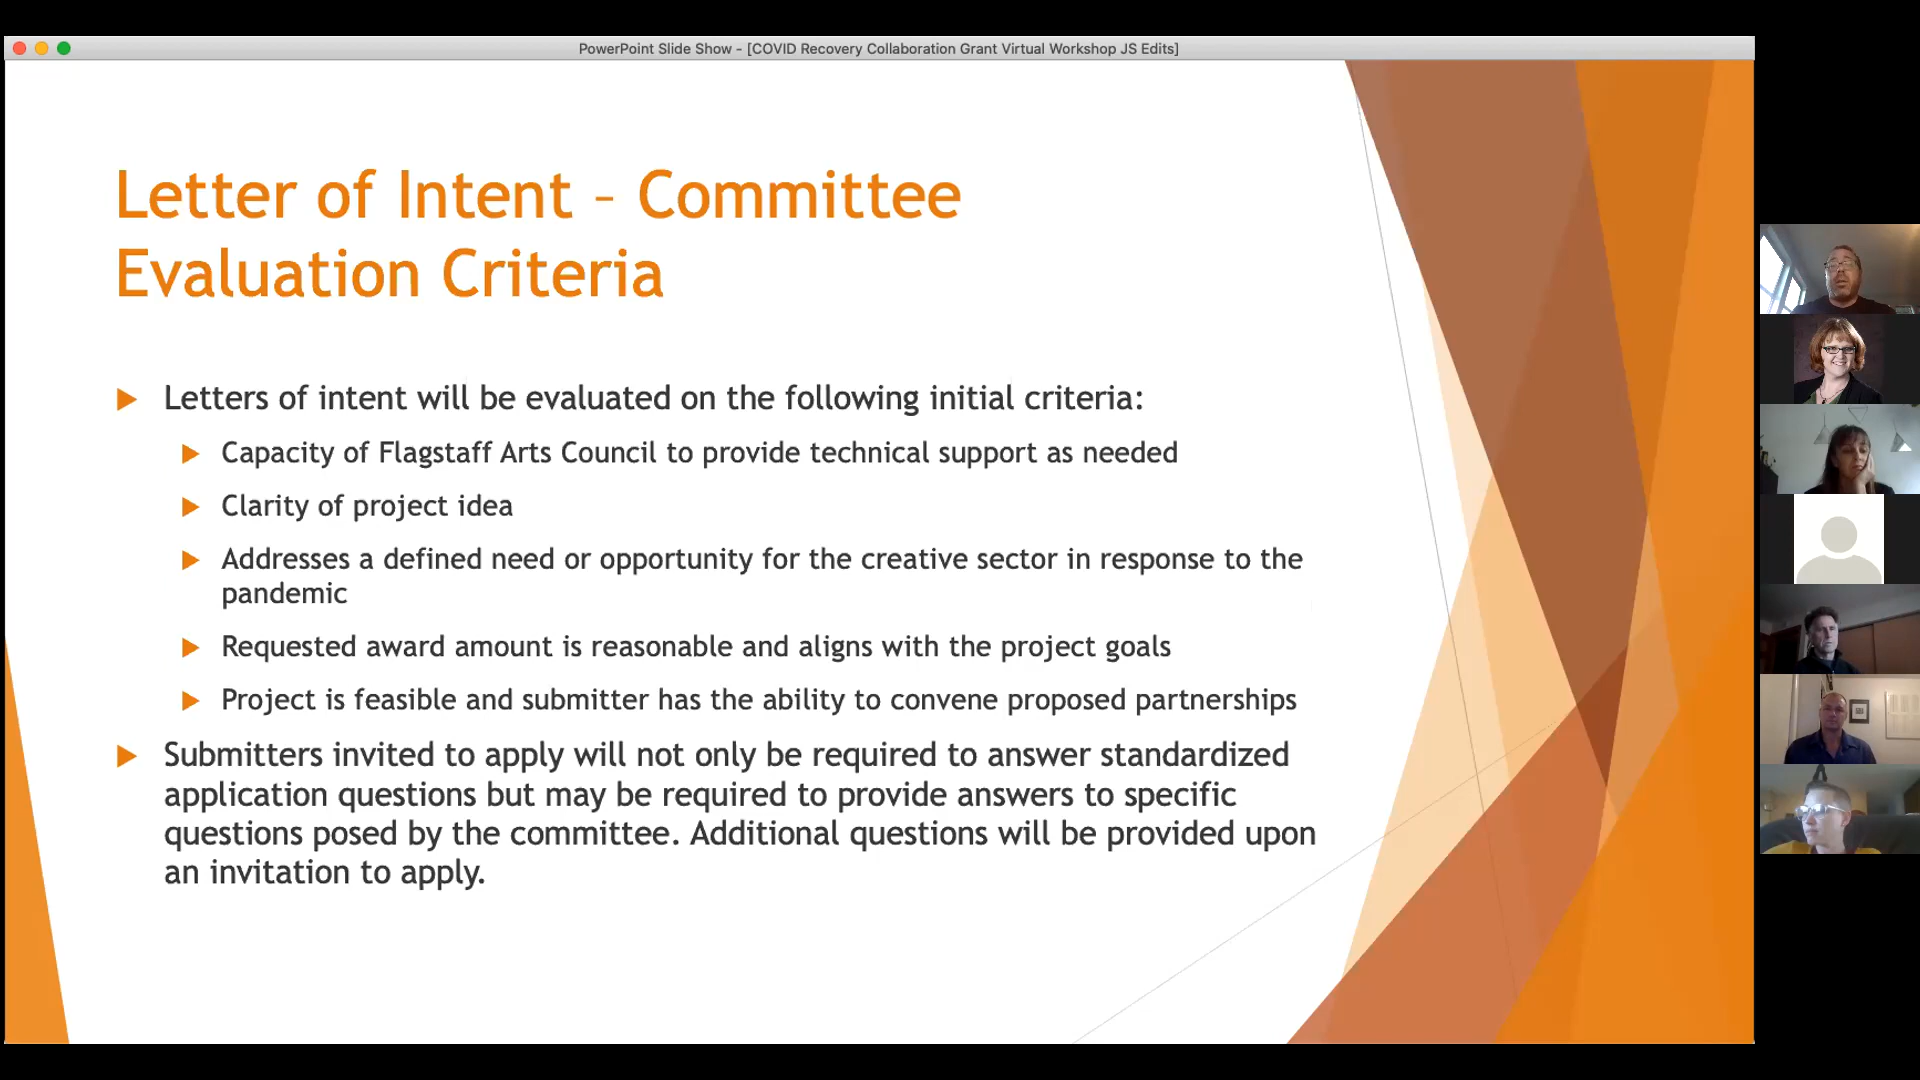 PowerPoint Slide Show - [COVID Recovery Collaboration Grant Virtual Workshop JS Edits]
Letter of Intent – Committee
Evaluation Criteria
Letters of intent will be evaluated on the following initial criteria:
Capacity of Flagstaff Arts Council to provide technical support as needed
Clarity of project idea
Addresses a defined need or opportunity for the creative sector in response to the
pandemic
Requested award amount is reasonable and aligns with the project goals
Project is feasible and submitter has the ability to convene proposed partnerships
Submitters invited to apply will not only be required to answer standardized
application questions but may be required to provide answers to specific
questions posed by the committee. Additional questions will be provided upon
an invitation to apply.